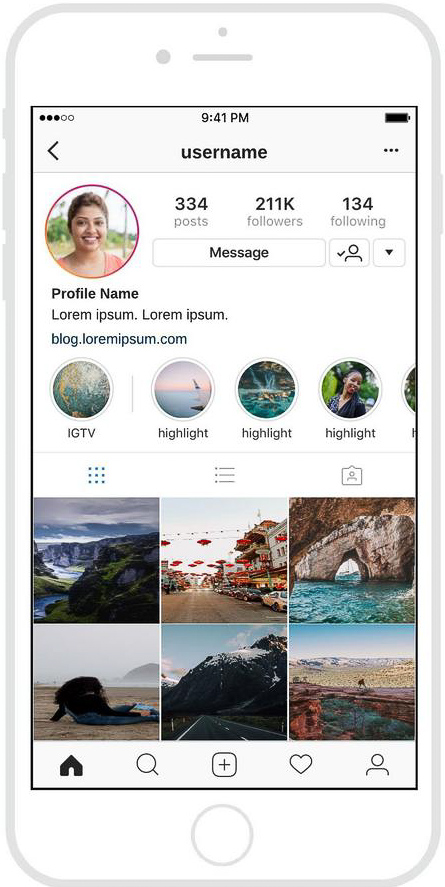 9:41 PM
username
334 211K 134
posts followers following
Message
Profile Name
Lorem ipsum. Lorem ipsum.
blog.loremipsum.com
IGTV highlight highlight highlight h